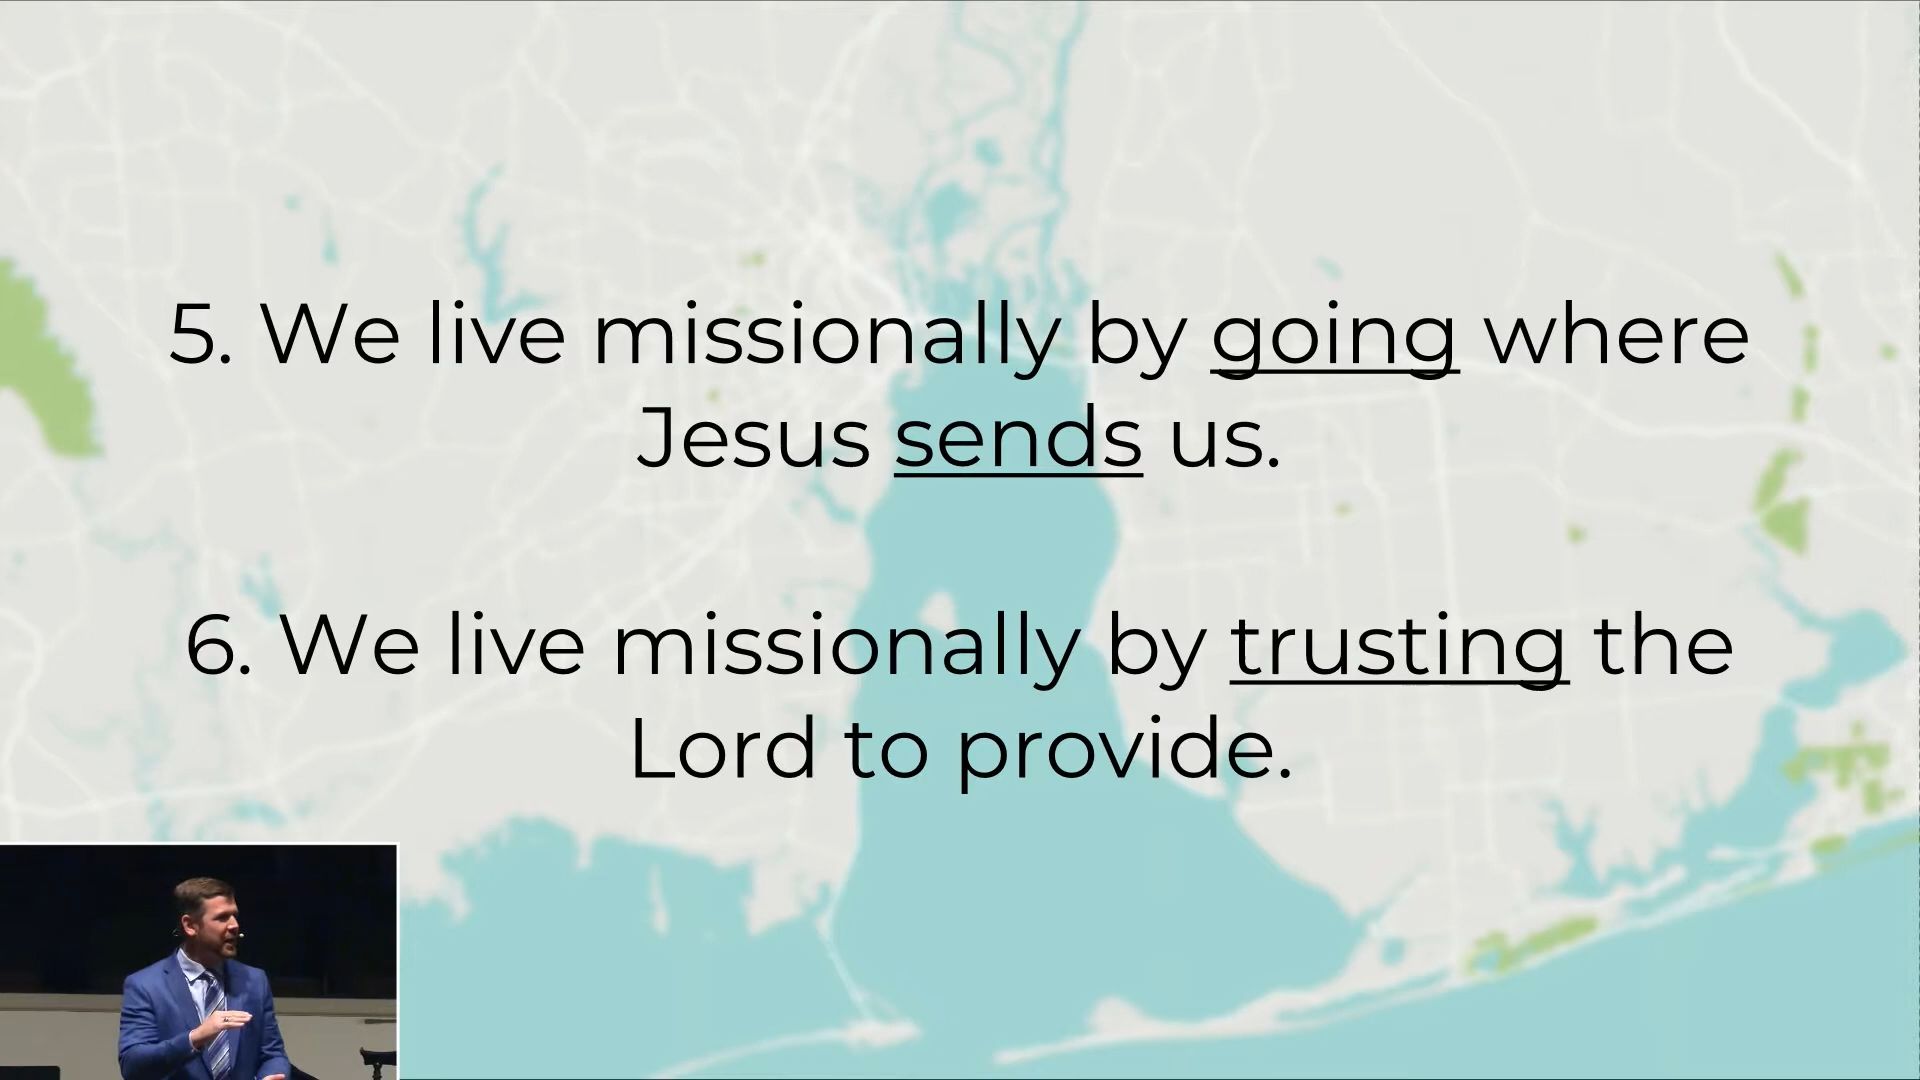 5. We live missionally by going where
Jesus sends us.
6. We live missionally by trusting the
Lord to provide.